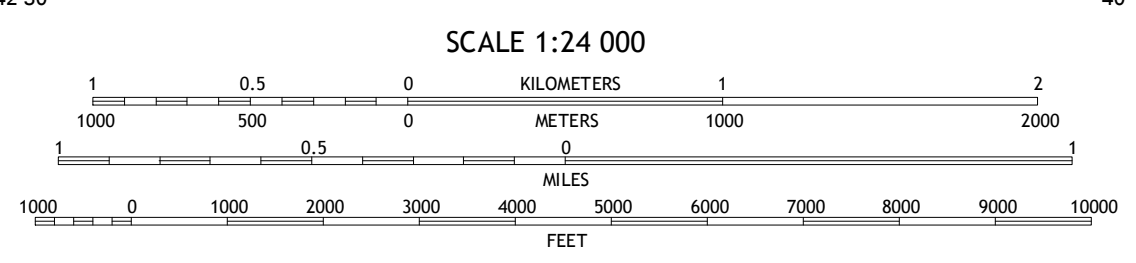 SCALE 1:24 000
1 0.5 0 KILOMETERS 1 2
1000 500 0 METERS 1000 2000
1 0.5 0 1
MILES
1000 0 1000 2000 3000 4000 5000 6000 7000 8000 9000 10000
FEET